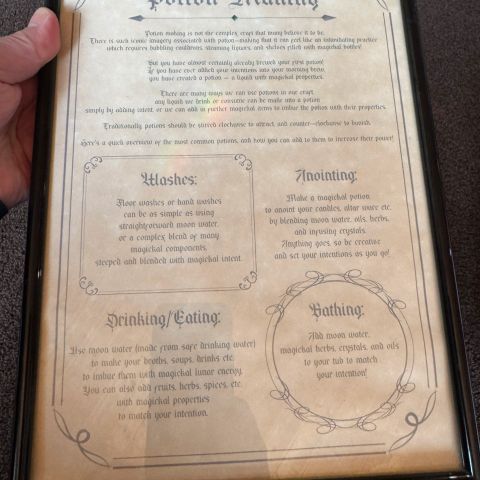 Potion Making
Potion making is not the complex craft that many believe it to be.
There is such iconic imagery associated with potion-making that it can feel like an intimidating practice
which requires bubbling cauldrons, steaming liquids, and shelves filled with magickal bottles!
But you have almost certainly already brewed your first potion!
If you have ever added your intentions into your morning brew,
you have created a potion – a liquid with magickal properties.
There are many ways we can use potions in our craft,
any liquid we drink or consume can be made into a potion
simply by adding intent, or we can add in further magickal items to imbue the potion with their properties.
Traditionally potions should be stirred clockwise to attract, and counter-clockwise to banish.
Here's a quick overview of the most common potions, and how you can add to them to increase their power!
Washes:
Floor washes or hand washes
can be as simple as using
straightforward moon water,
or a complex blend of many
magickal components,
steeped and blended with magickal intent.
Anointing:
Make a magickal potion
to anoint your candles, altar ware etc.
by blending moon water, oils, herbs,
and infusing crystals.
Anything goes, so be creative
and set your intentions as you go!
Drinking/Eating:
Use moon water (made from safe drinking water)
to make your broths, soups, drinks etc.
to imbue them with magickal lunar energy.
You can also add fruits, herbs, spices, etc.
with magickal properties
to match your intention.
Bathing:
Add moon water,
magickal herbs, crystals, and oils
to your tub to match
your intention!